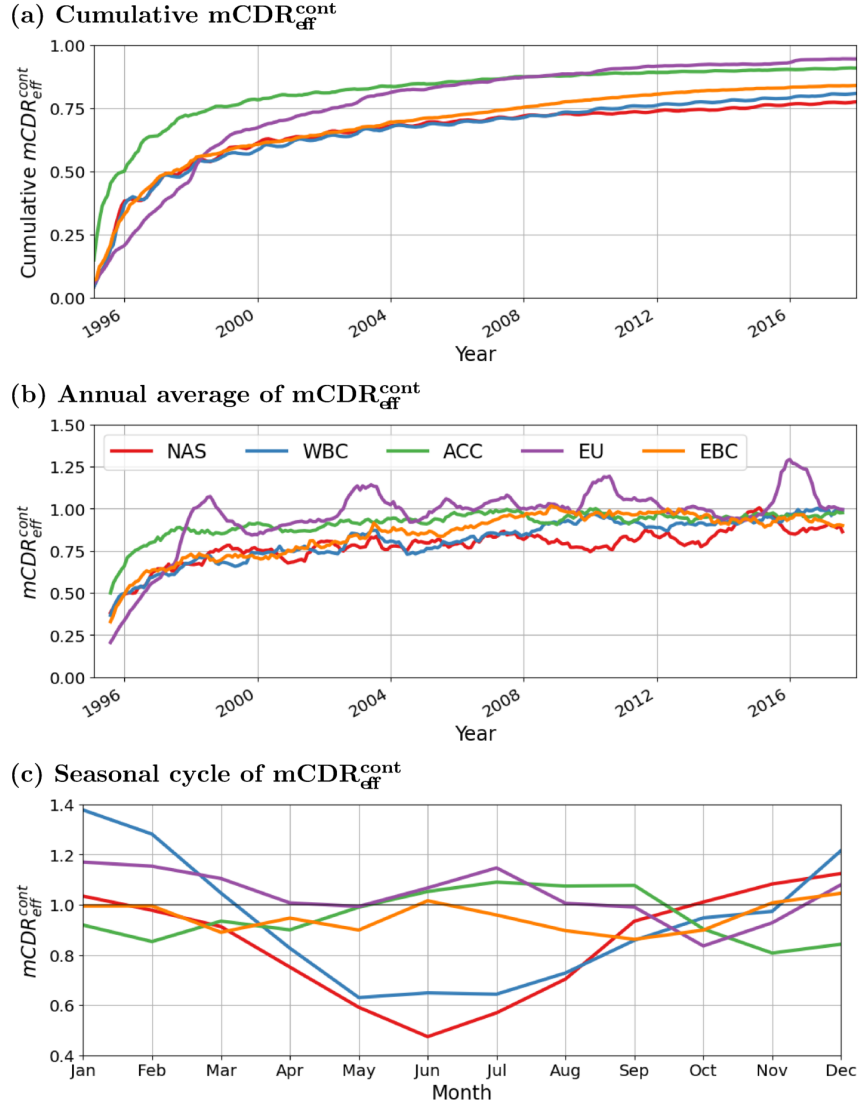 (a) Cumulative mCDR_eff^cont
1.00
0.75
0.50
0.25
0.00
Cumulative mCDR_eff^cont
1996 2000 2004 2008 2012 2016
Year
(b) Annual average of mCDR_eff^cont
1.50
1.25
1.00
0.75
0.50
0.25
0.00
mCDR_eff^cont
NAS WBC ACC EU EBC
1996 2000 2004 2008 2012 2016
Year
(c) Seasonal cycle of mCDR_eff^cont
1.4
1.2
1.0
0.8
0.6
0.4
mCDR_eff^cont
Jan Feb Mar Apr May Jun Jul Aug Sep Oct Nov Dec
Month